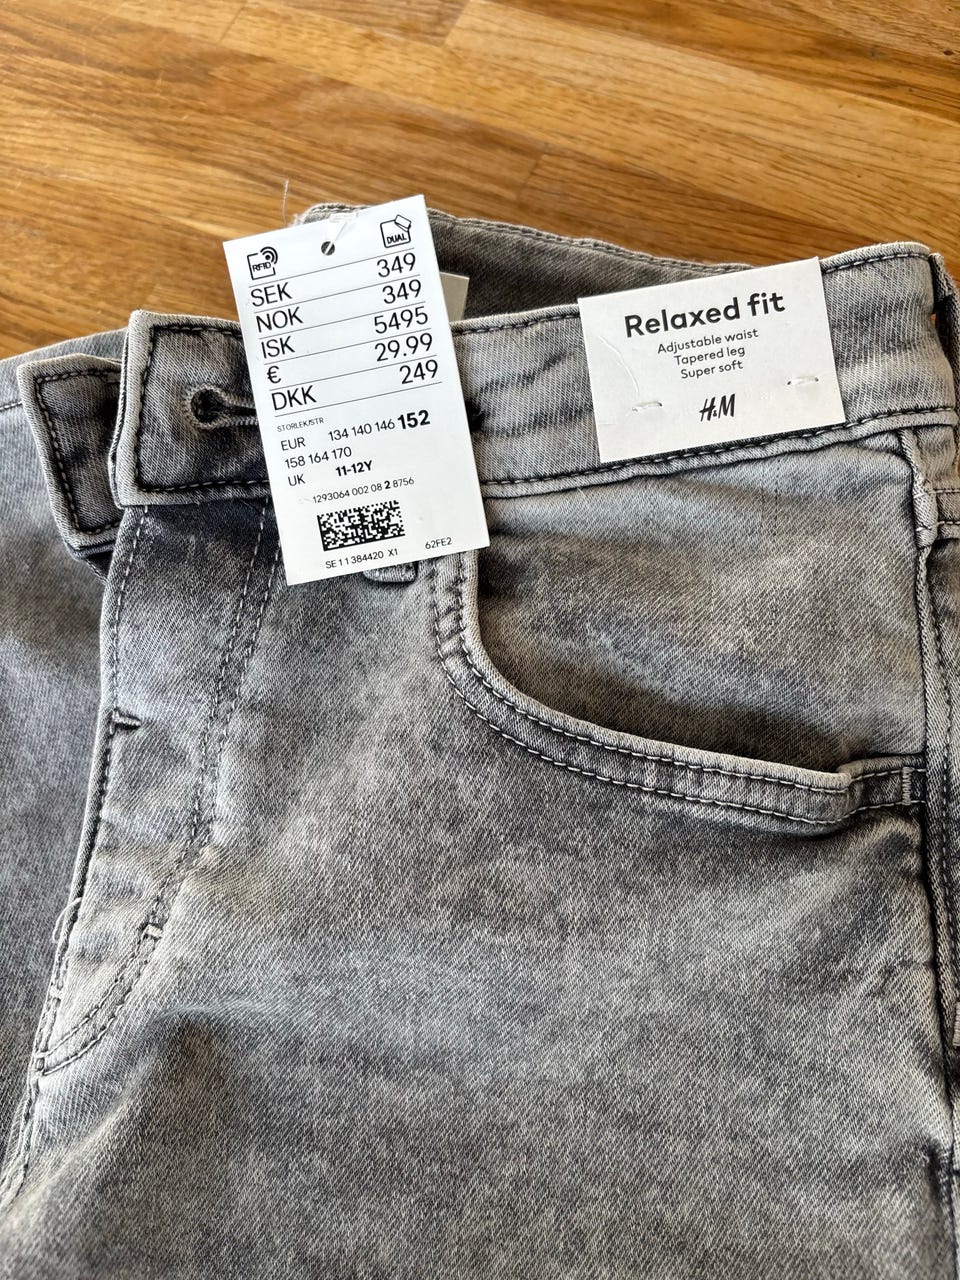 RFID
DUAL
SEK 349
NOK 349
ISK 5495
€ 29.99
DKK 249
STORLEK/STR
EUR 134 140 146 152
158 164 170
UK 11-12Y
1293064 002 08 2 8756
SE 1 1 384420 X1 62FE2
Relaxed fit
Adjustable waist
Tapered leg
Super soft
H&M